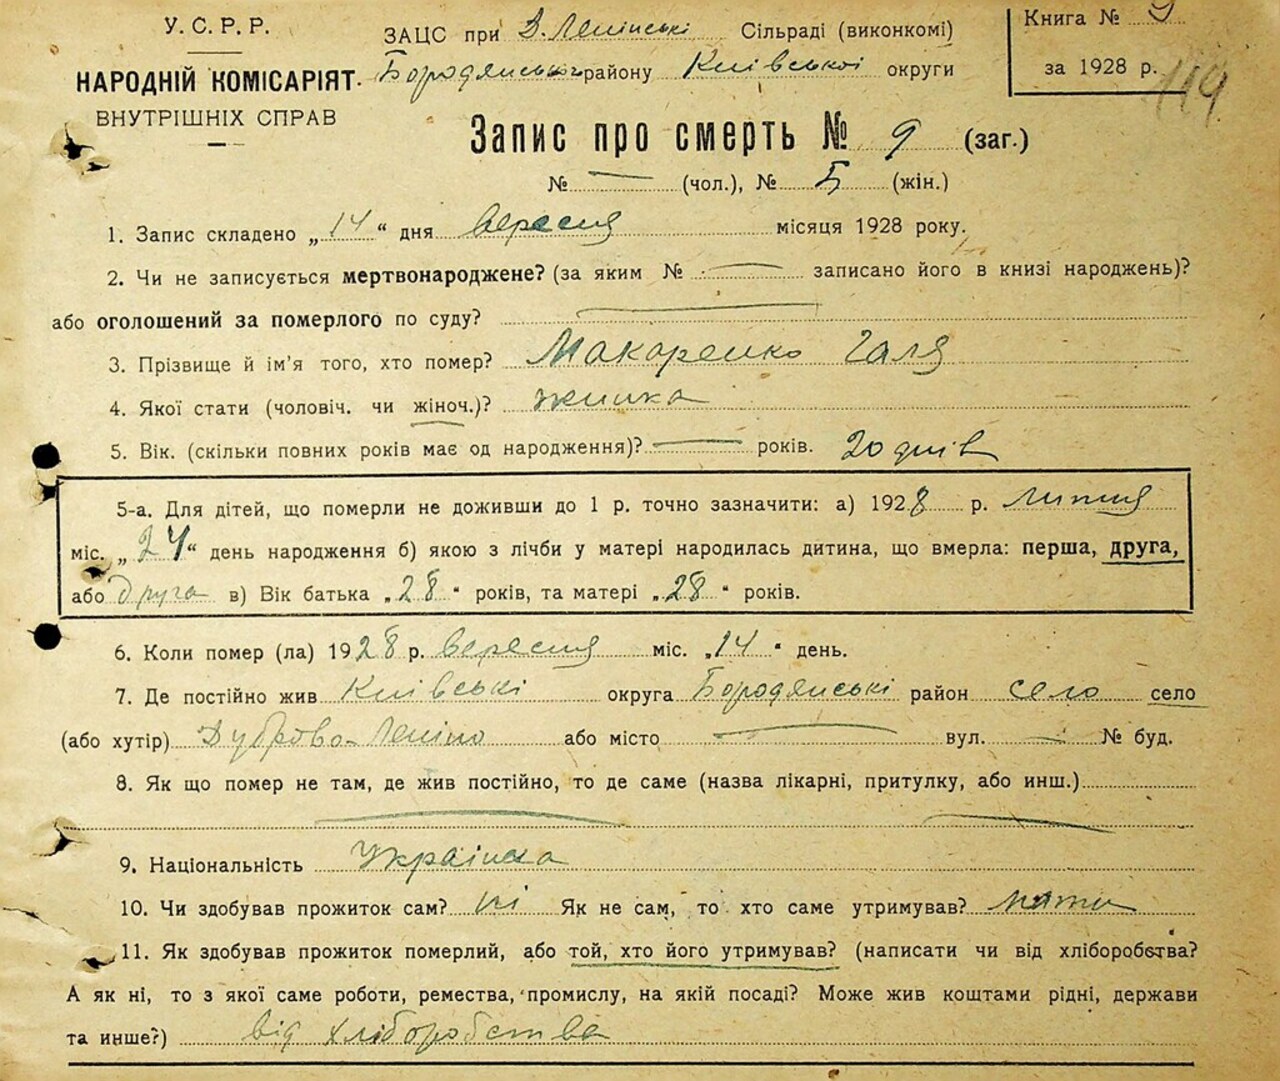 У. С. Р. Р.
НАРОДНІЙ КОМІСАРІЯТ
ВНУТРІШНІХ СПРАВ
ЗАЦС при Д. Ленінські Сільраді (виконкомі)
Бородянського району Київської округи
Книга № 9
за 1928 р.
119
Запис про смерть № 9 (заг.)
№ — (чол.), № 5 (жін.)
1. Запис складено „14“ дня вересня місяця 1928 року.
2. Чи не записується мертвонароджене? (за яким № — записано його в книзі народжень)?
або оголошений за померлого по суду? —
3. Прізвище й ім'я того, хто помер? Макаренко Галя
4. Якої стати (чоловіч. чи жіноч.)? жинка
5. Вік. (скільки повних років має од народження)? — років. 20 днів
5-а. Для дітей, що померли не доживши до 1 р. точно зазначити: а) 1928 р. липня
міс. „24“ день народження б) якою з лічби у матері народилась дитина, що вмерла: перша, друга,
або друга в) Вік батька „28“ років, та матері „28“ років.
6. Коли помер (ла) 1928 р. вересня міс. „14“ день.
7. Де постійно жив Київські округа Бородянські район село село
(або хутір) Дуброво-Леніно або місто — вул. — № буд.
8. Як що помер не там, де жив постійно, то де саме (назва лікарні, притулку, або инш.)
— —
9. Національність Українка
10. Чи здобував прожиток сам? ні Як не сам, то хто саме утримував? мати
11. Як здобував прожиток померлий, або той, хто його утримував? (написати чи від хліборобства?
А як ні, то з якої саме роботи, ремества, промислу, на якій посаді? Може жив коштами рідні, держави
та инше?) від хліборобства